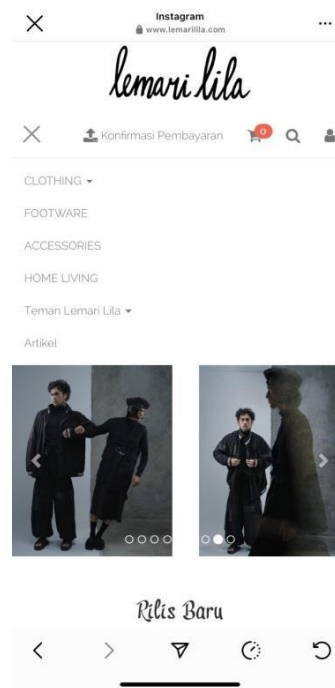 Instagram
www.lemarilila.com
lemari lila
Konfirmasi Pembayaran
0
CLOTHING
FOOTWARE
ACCESSORIES
HOME LIVING
Teman Lemari Lila
Artikel
Rilis Baru